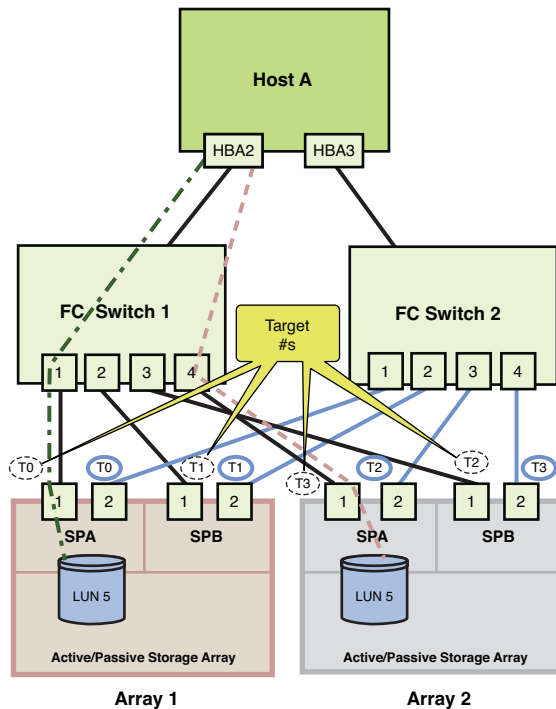 Host A
HBA2
HBA3
FC Switch 1
FC Switch 2
Target
#s
1
2
3
4
1
2
3
4
T0
T0
T1
T1
T3
T2
T2
T3
1
2
1
2
1
2
1
2
SPA
SPB
SPA
SPB
LUN 5
LUN 5
Active/Passive Storage Array
Active/Passive Storage Array
Array 1
Array 2